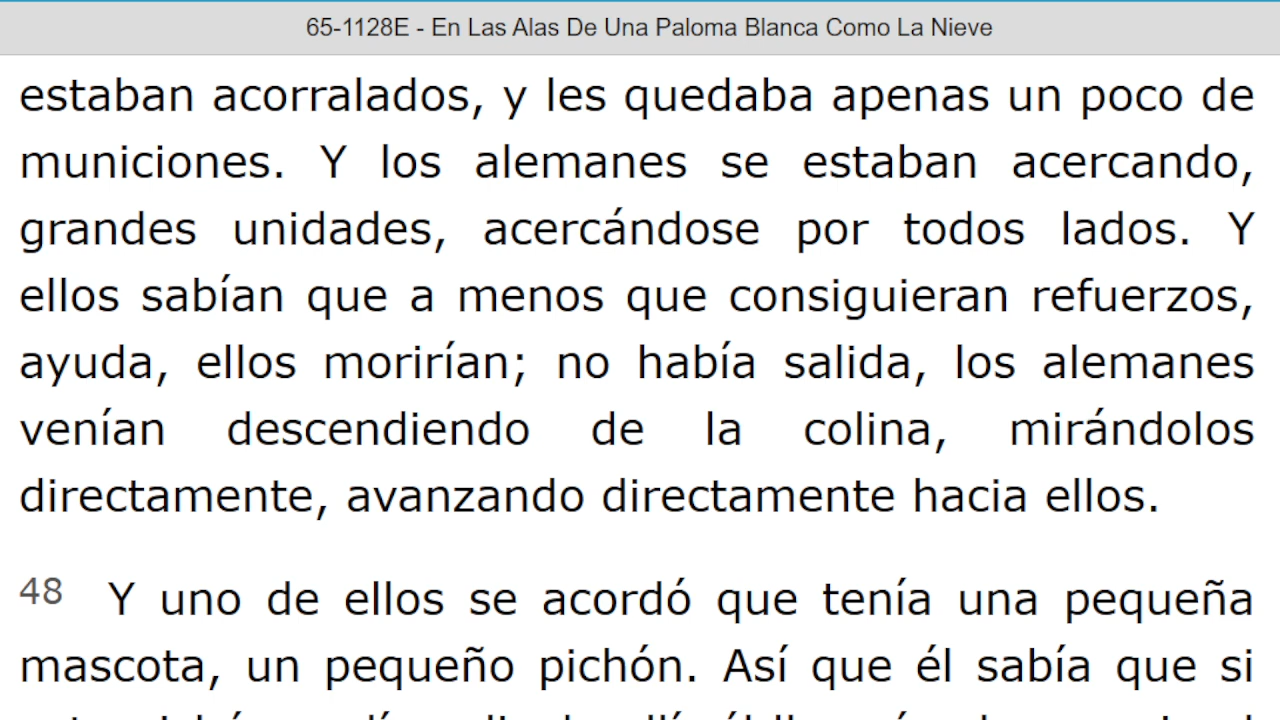 65-1128E - En Las Alas De Una Paloma Blanca Como La Nieve
estaban acorralados, y les quedaba apenas un poco de
municiones. Y los alemanes se estaban acercando,
grandes unidades, acercándose por todos lados. Y
ellos sabían que a menos que consiguieran refuerzos,
ayuda, ellos morirían; no había salida, los alemanes
venían descendiendo de la colina, mirándolos
directamente, avanzando directamente hacia ellos.
48 Y uno de ellos se acordó que tenía una pequeña
mascota, un pequeño pichón. Así que él sabía que si